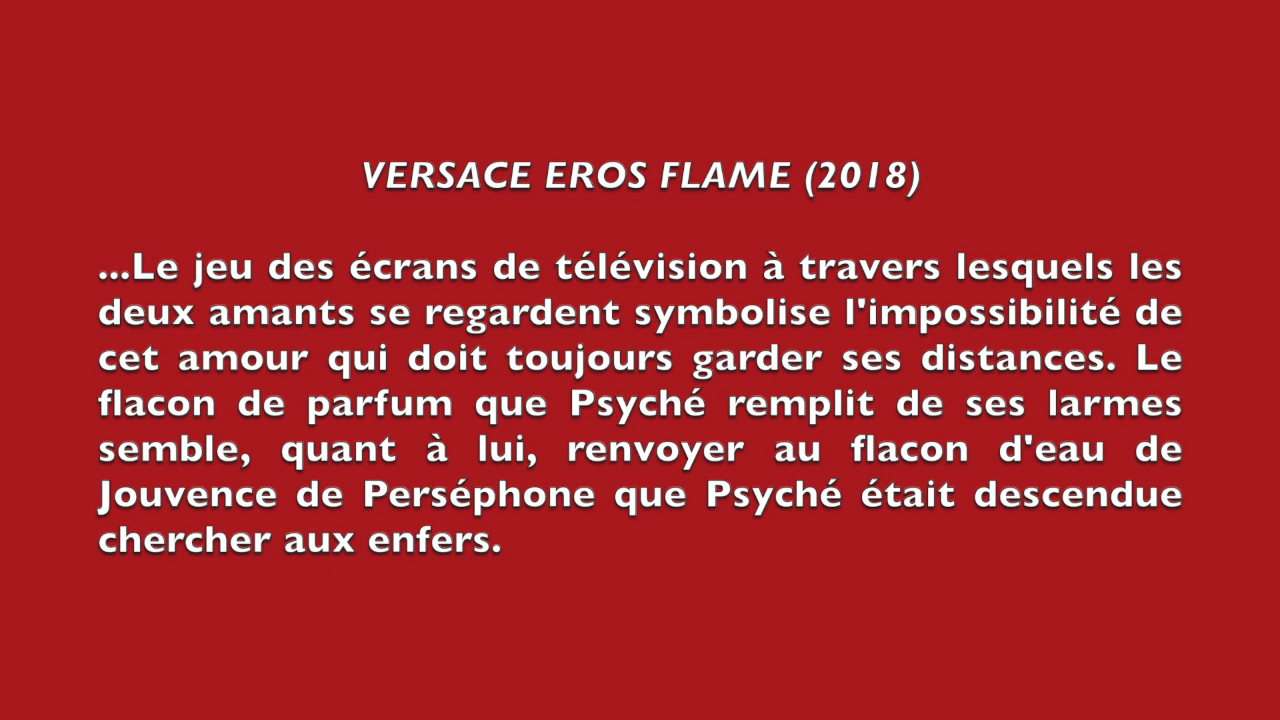 VERSACE EROS FLAME (2018)
...Le jeu des écrans de télévision à travers lesquels les
deux amants se regardent symbolise l'impossibilité de
cet amour qui doit toujours garder ses distances. Le
flacon de parfum que Psyché remplit de ses larmes
semble, quant à lui, renvoyer au flacon d'eau de
Jouvence de Perséphone que Psyché était descendue
chercher aux enfers.